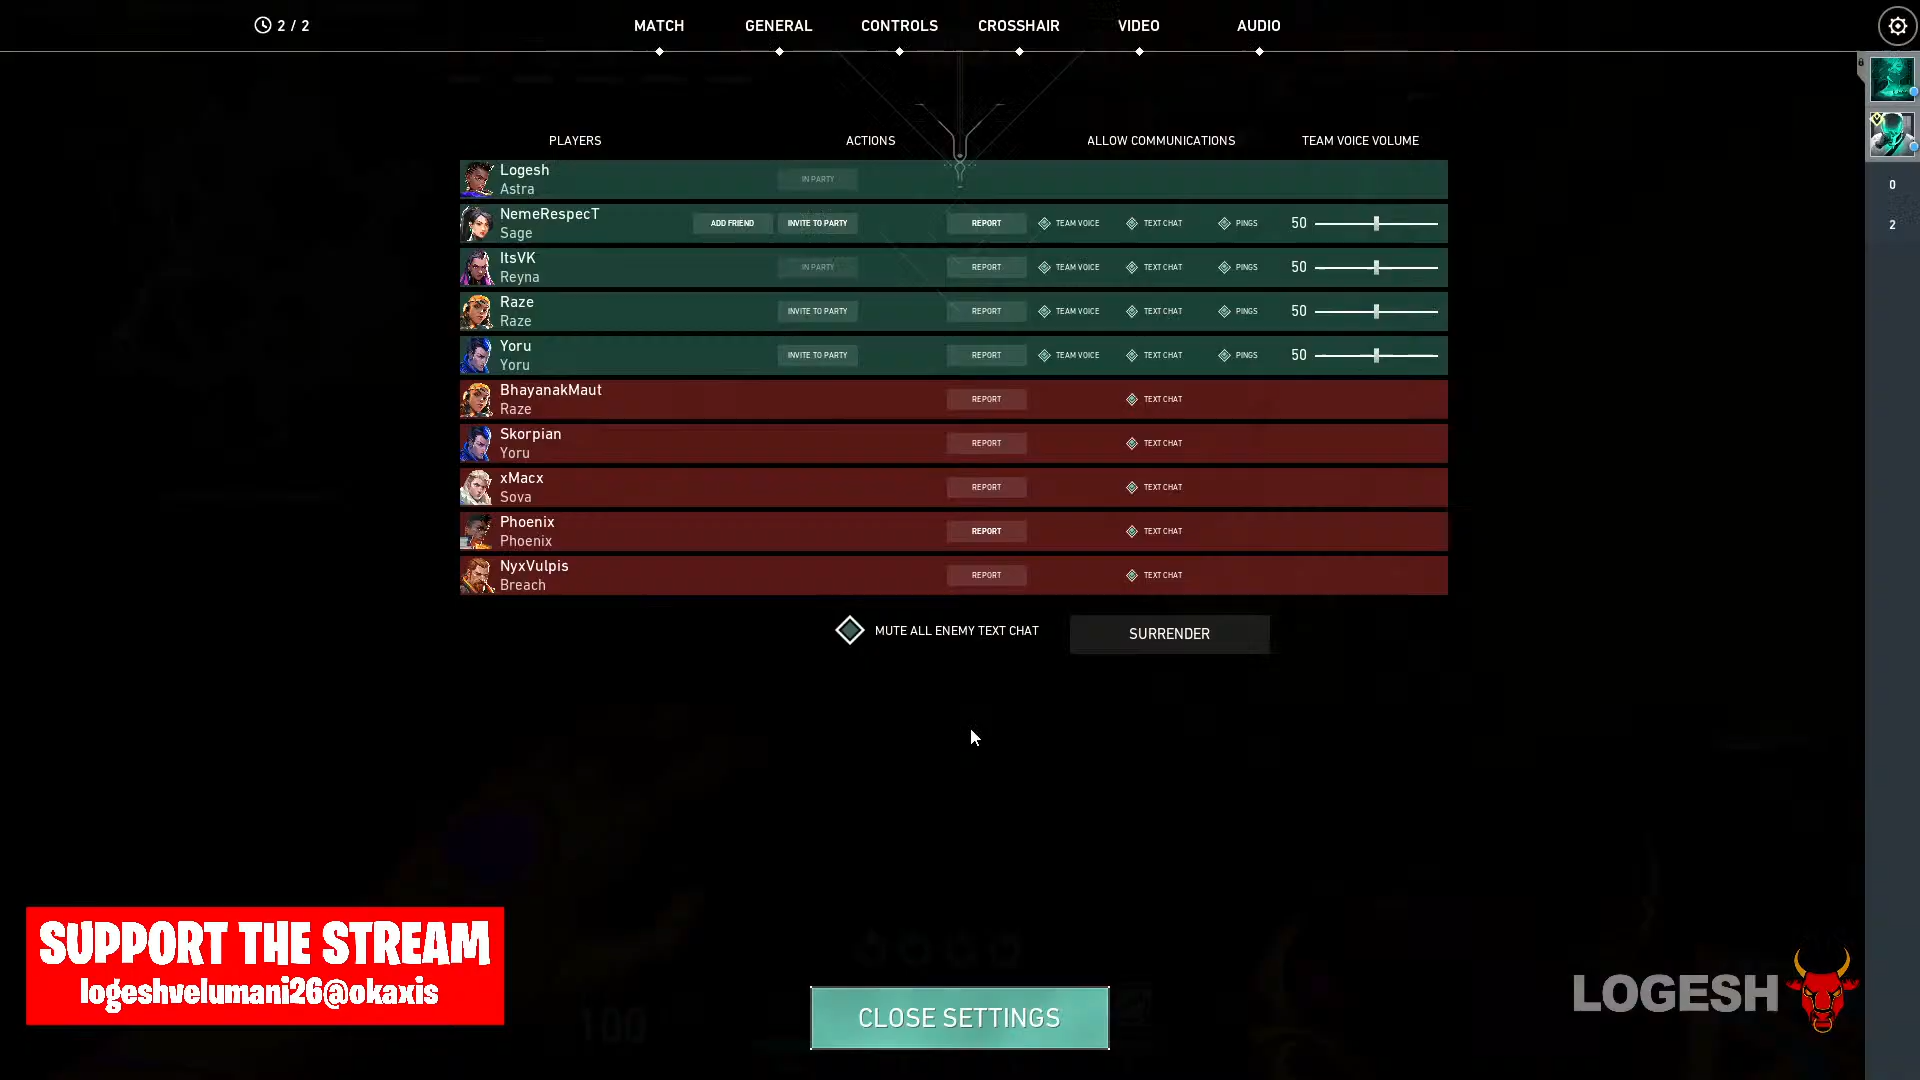 2 / 2
MATCH GENERAL CONTROLS CROSSHAIR VIDEO AUDIO
PLAYERS ACTIONS ALLOW COMMUNICATIONS TEAM VOICE VOLUME
Logesh
Astra
IN PARTY
NemeRespecT
Sage
ADD FRIEND INVITE TO PARTY REPORT TEAM VOICE TEXT CHAT PINGS 50
ItsVK
Reyna
IN PARTY REPORT TEAM VOICE TEXT CHAT PINGS 50
Raze
Raze
INVITE TO PARTY REPORT TEAM VOICE TEXT CHAT PINGS 50
Yoru
Yoru
INVITE TO PARTY REPORT TEAM VOICE TEXT CHAT PINGS 50
BhayanakMaut
Raze
REPORT TEXT CHAT
Skorpian
Yoru
REPORT TEXT CHAT
xMacx
Sova
REPORT TEXT CHAT
Phoenix
Phoenix
REPORT TEXT CHAT
NyxVulpis
Breach
REPORT TEXT CHAT
MUTE ALL ENEMY TEXT CHAT SURRENDER
0
2
SUPPORT THE STREAM
logeshvelumani26@okaxis
100
CLOSE SETTINGS
LOGESH